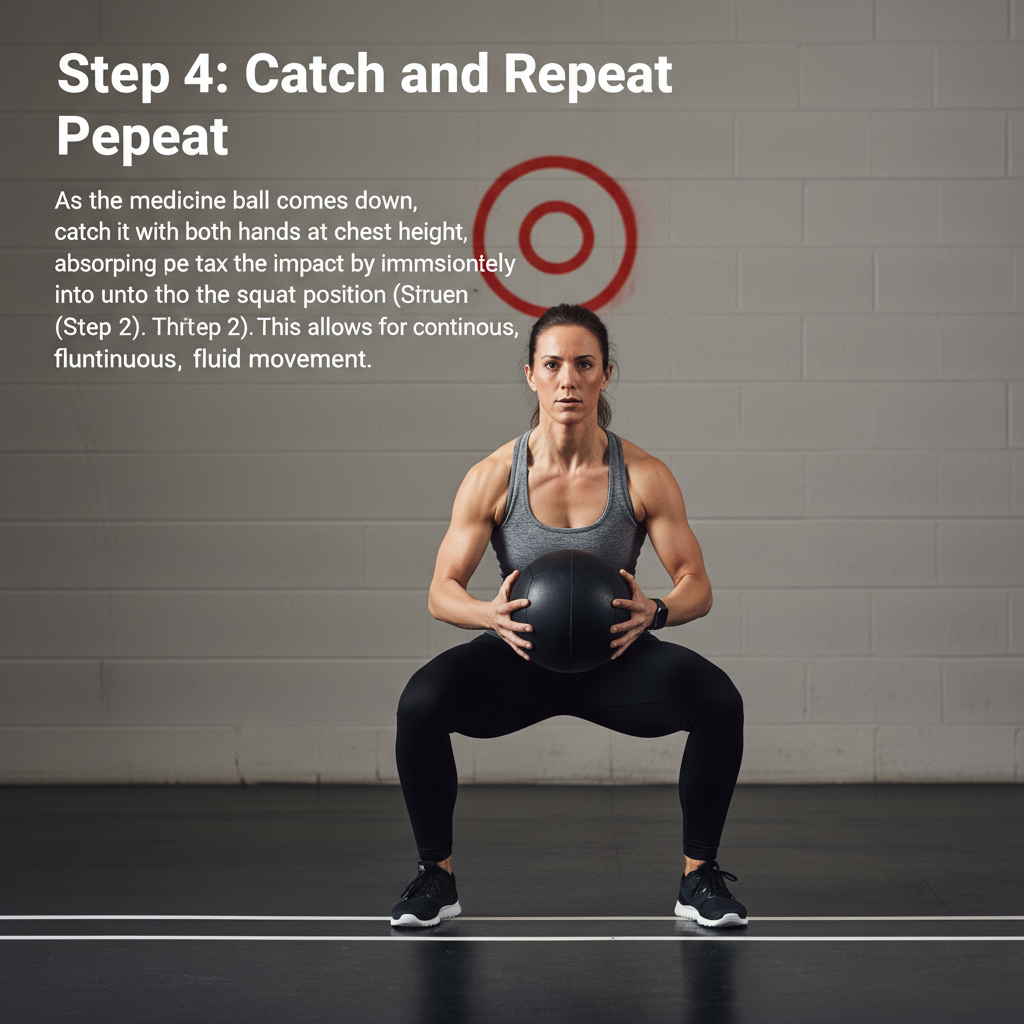 Step 4: Catch and Repeat
Pepeat
As the medicine ball comes down,
catch it with both hands at chest height,
absorping pe tax the impact by immsiontely
into unto tho the squat position (Struen
(Step 2). Thrtep 2). This allows for continous,
fluntinuous, fluid movement.